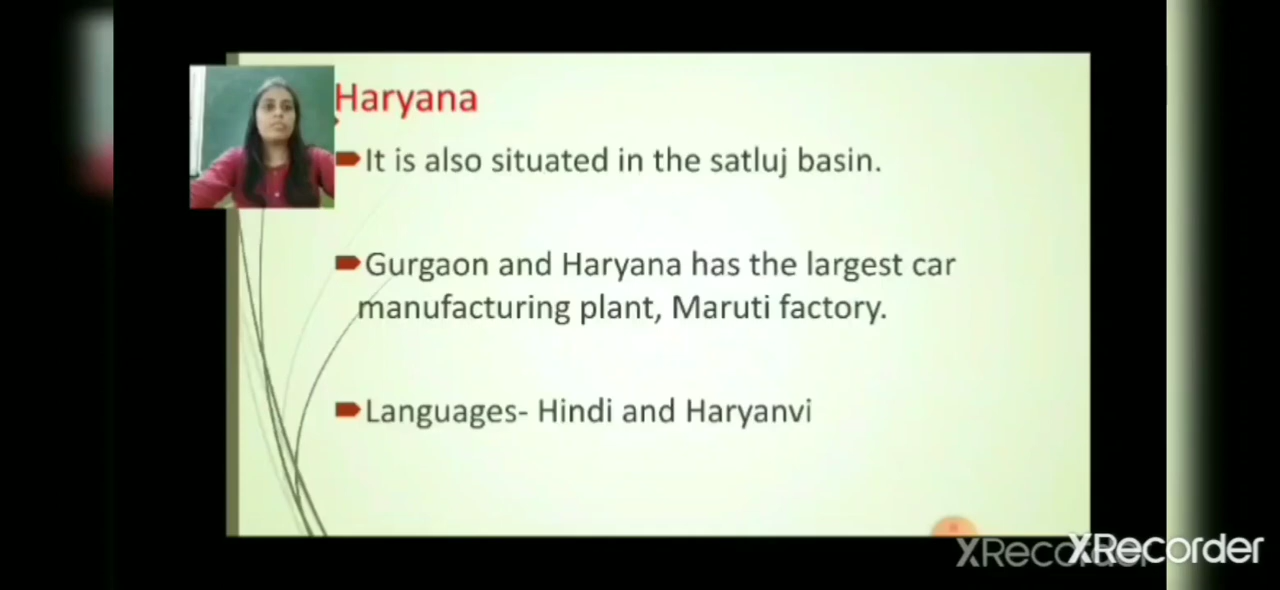 Haryana
It is also situated in the satluj basin.
Gurgaon and Haryana has the largest car
manufacturing plant, Maruti factory.
Languages- Hindi and Haryanvi
XRecorder
XRecorder